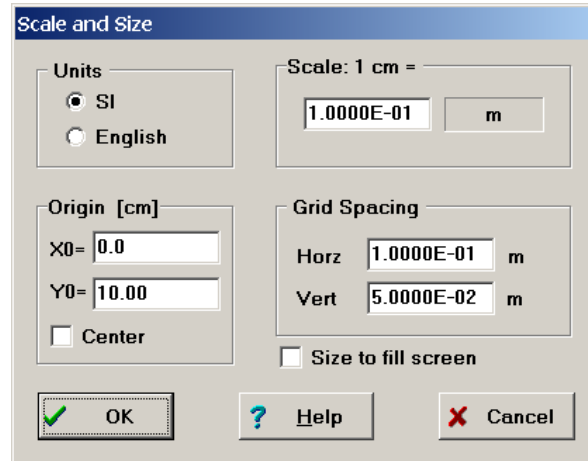 Scale and Size
Units
SI
English
Scale: 1 cm =
1.0000E-01 m
Origin [cm]
X0= 0.0
Y0= 10.00
Center
Grid Spacing
Horz 1.0000E-01 m
Vert 5.0000E-02 m
Size to fill screen
OK ? Help Cancel